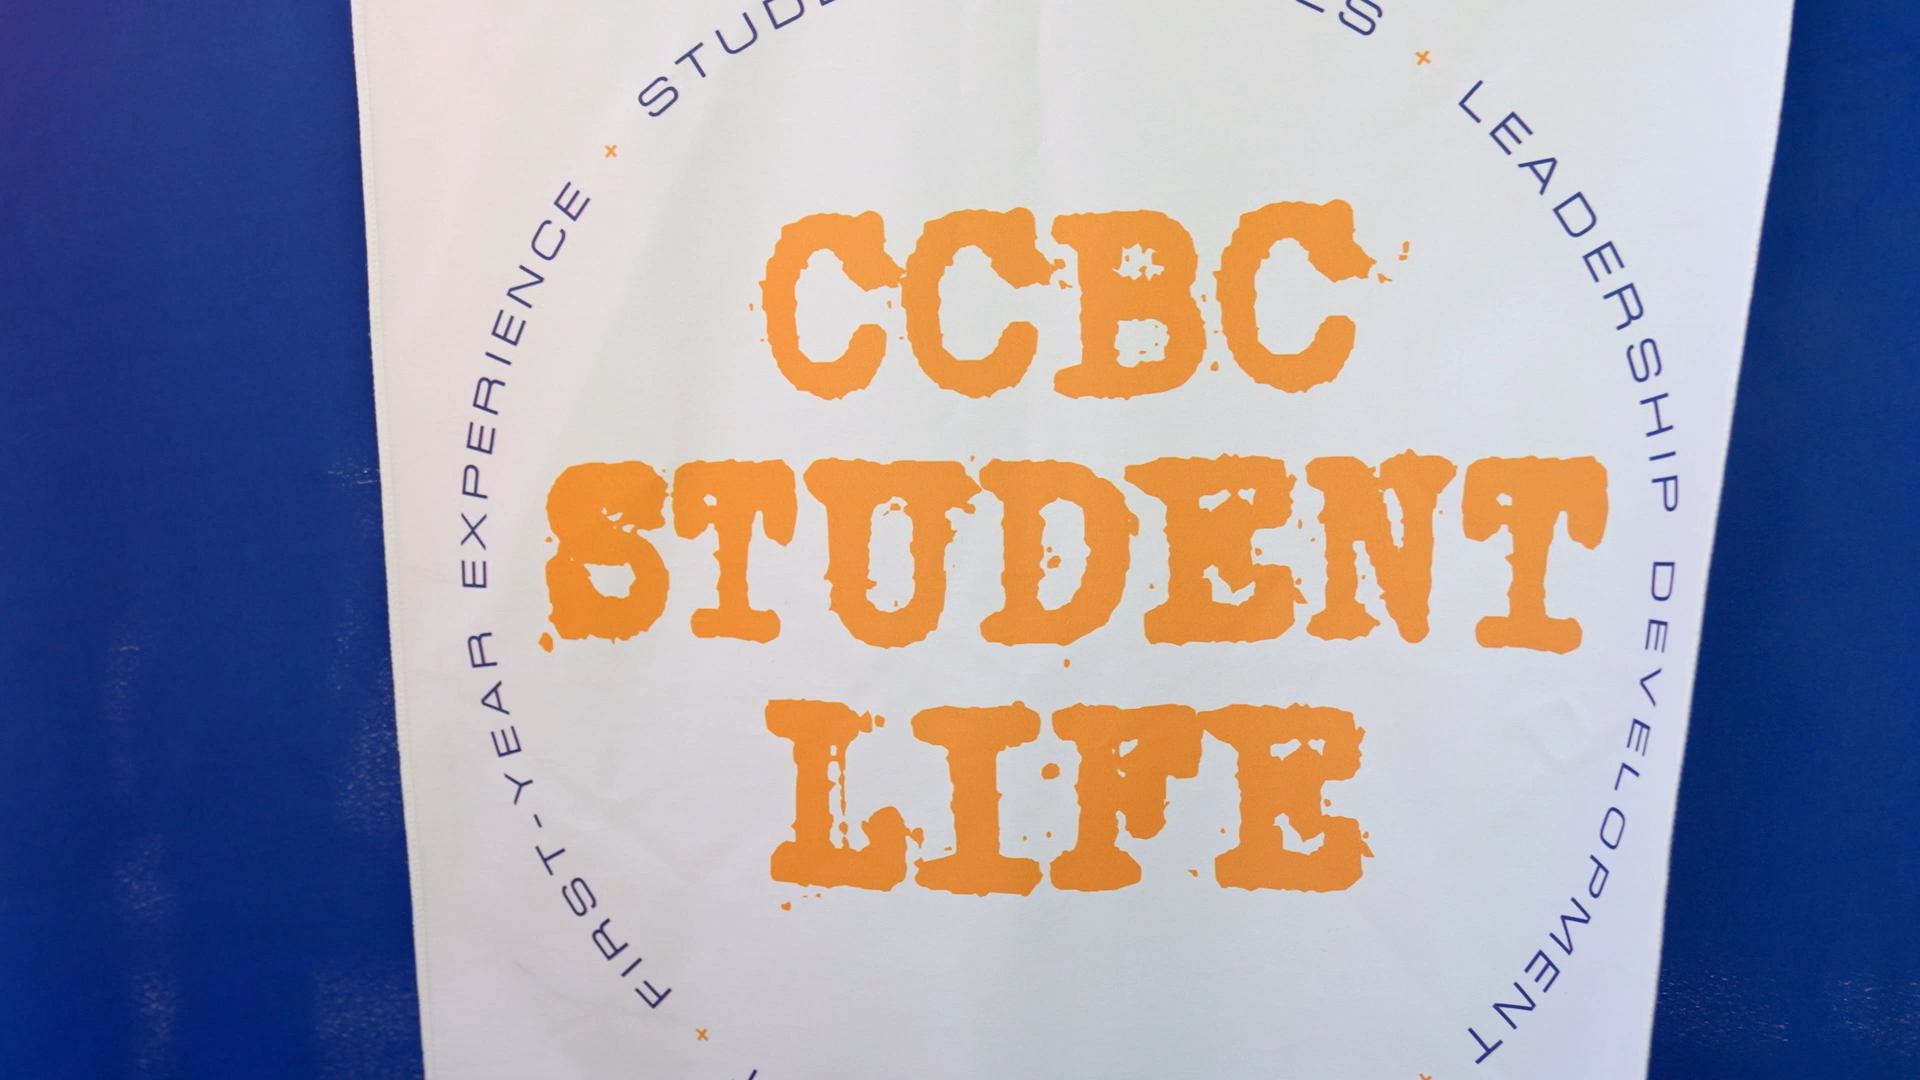 CCBC
STUDENT
LIFE
FIRST-YEAR EXPERIENCE
LEADERSHIP DEVELOPMENT